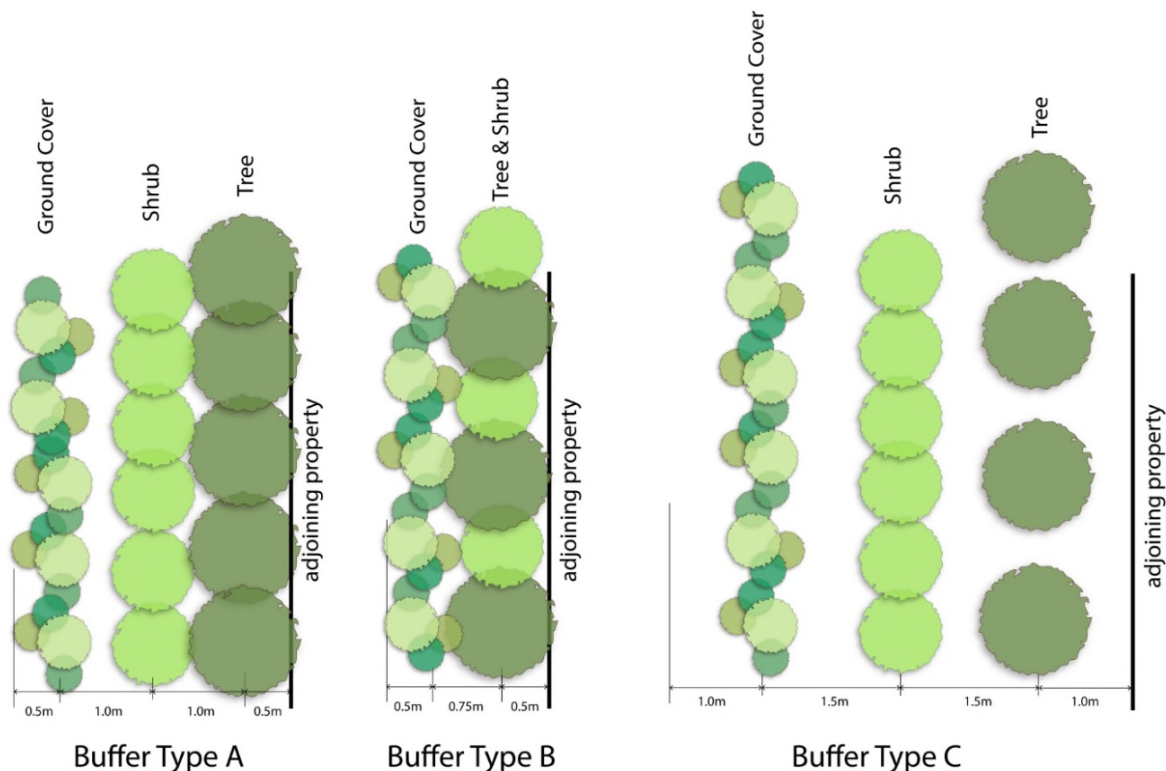 Ground Cover
Shrub
Tree
adjoining property
0.5m
1.0m
1.0m
0.5m
Buffer Type A
Ground Cover
Tree & Shrub
adjoining property
0.5m
0.75m
0.5m
Buffer Type B
Ground Cover
Shrub
Tree
adjoining property
1.0m
1.5m
1.5m
1.0m
Buffer Type C